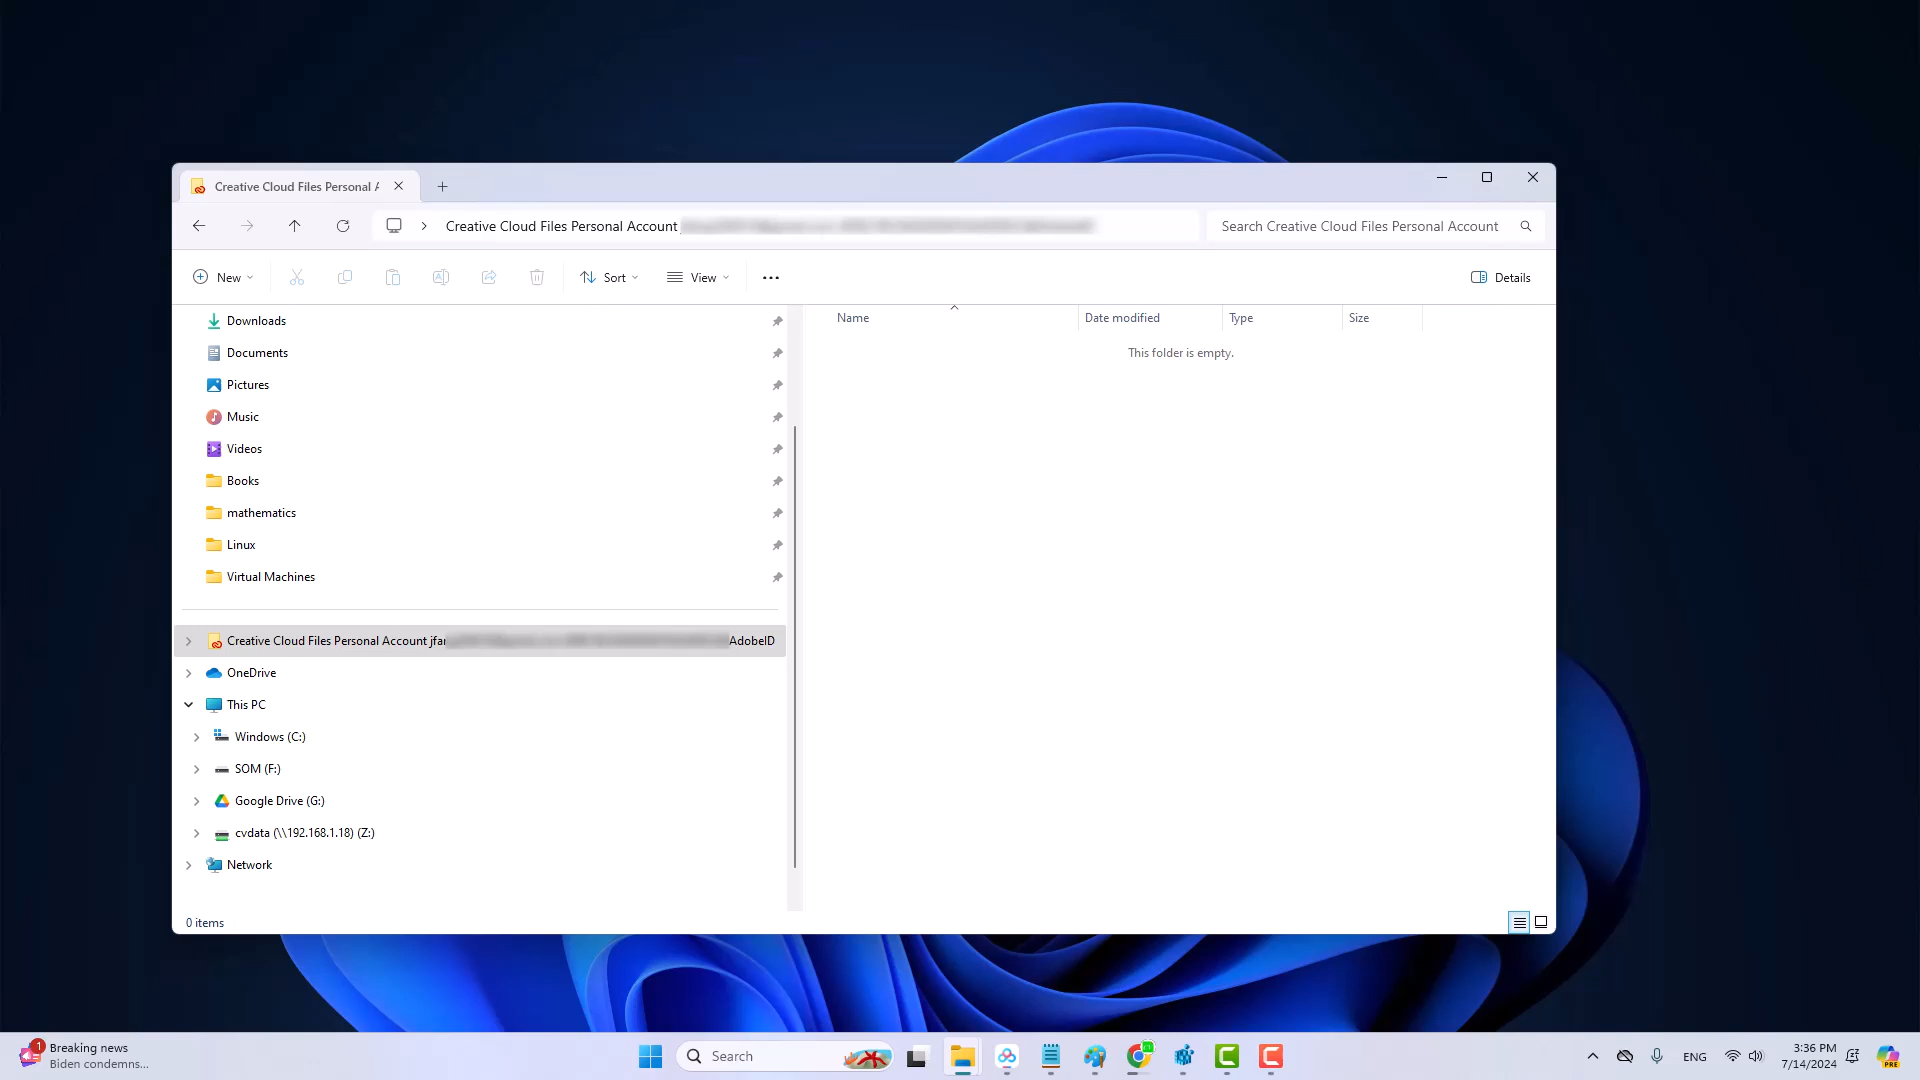 Creative Cloud Files Personal A
Creative Cloud Files Personal Account
Search Creative Cloud Files Personal Account
New
Sort
View
Details
Downloads
Documents
Pictures
Music
Videos
Books
mathematics
Linux
Virtual Machines
Creative Cloud Files Personal Account jfan AdobeID
OneDrive
This PC
Windows (C:)
SOM (F:)
Google Drive (G:)
cvdata (\\192.168.1.18) (Z:)
Network
Name
Date modified
Type
Size
This folder is empty.
0 items
1
Breaking news
Biden condemns...
Search
ENG
3:36 PM
7/14/2024
PRE